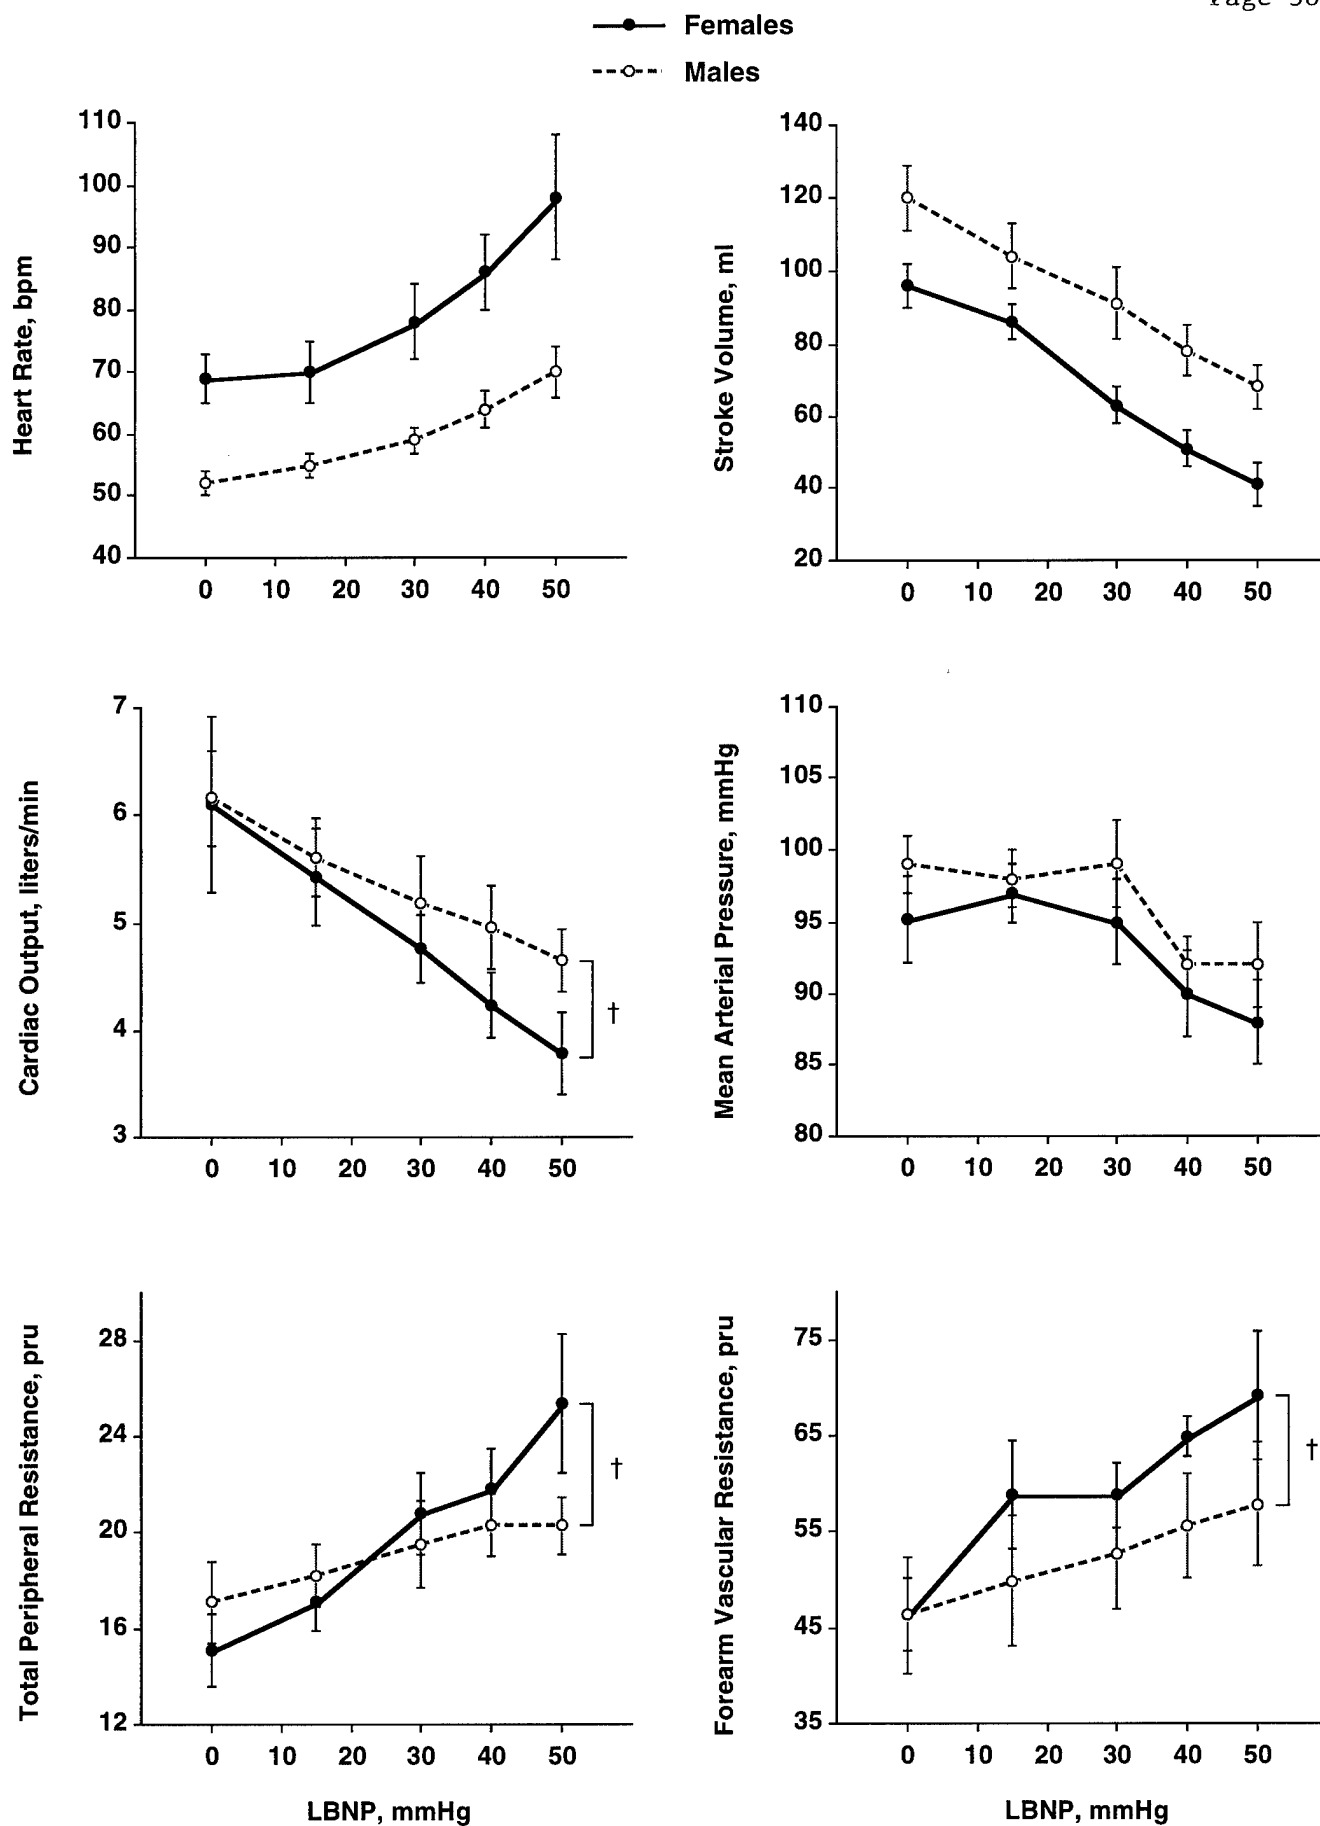 Females
Males
Heart Rate, bpm
110
100
90
80
70
60
50
40
0 10 20 30 40 50
Stroke Volume, ml
140
120
100
80
60
40
20
0 10 20 30 40 50
Cardiac Output, liters/min
7
6
5
4
3
†
0 10 20 30 40 50
Mean Arterial Pressure, mmHg
110
105
100
95
90
85
80
0 10 20 30 40 50
Total Peripheral Resistance, pru
28
24
20
16
12
†
0 10 20 30 40 50
LBNP, mmHg
Forearm Vascular Resistance, pru
75
65
55
45
35
†
0 10 20 30 40 50
LBNP, mmHg